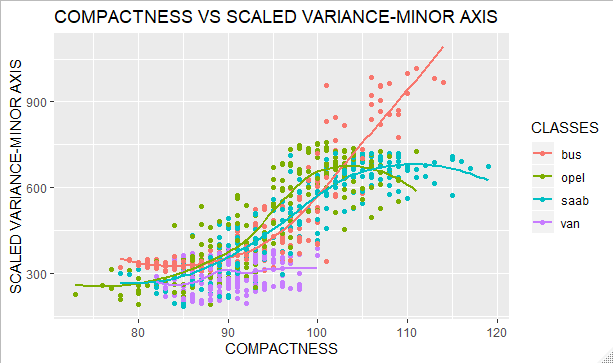 COMPACTNESS VS SCALED VARIANCE-MINOR AXIS
SCALED VARIANCE-MINOR AXIS
900
600
300
80
90
100
110
120
COMPACTNESS
CLASSES
bus
opel
saab
van